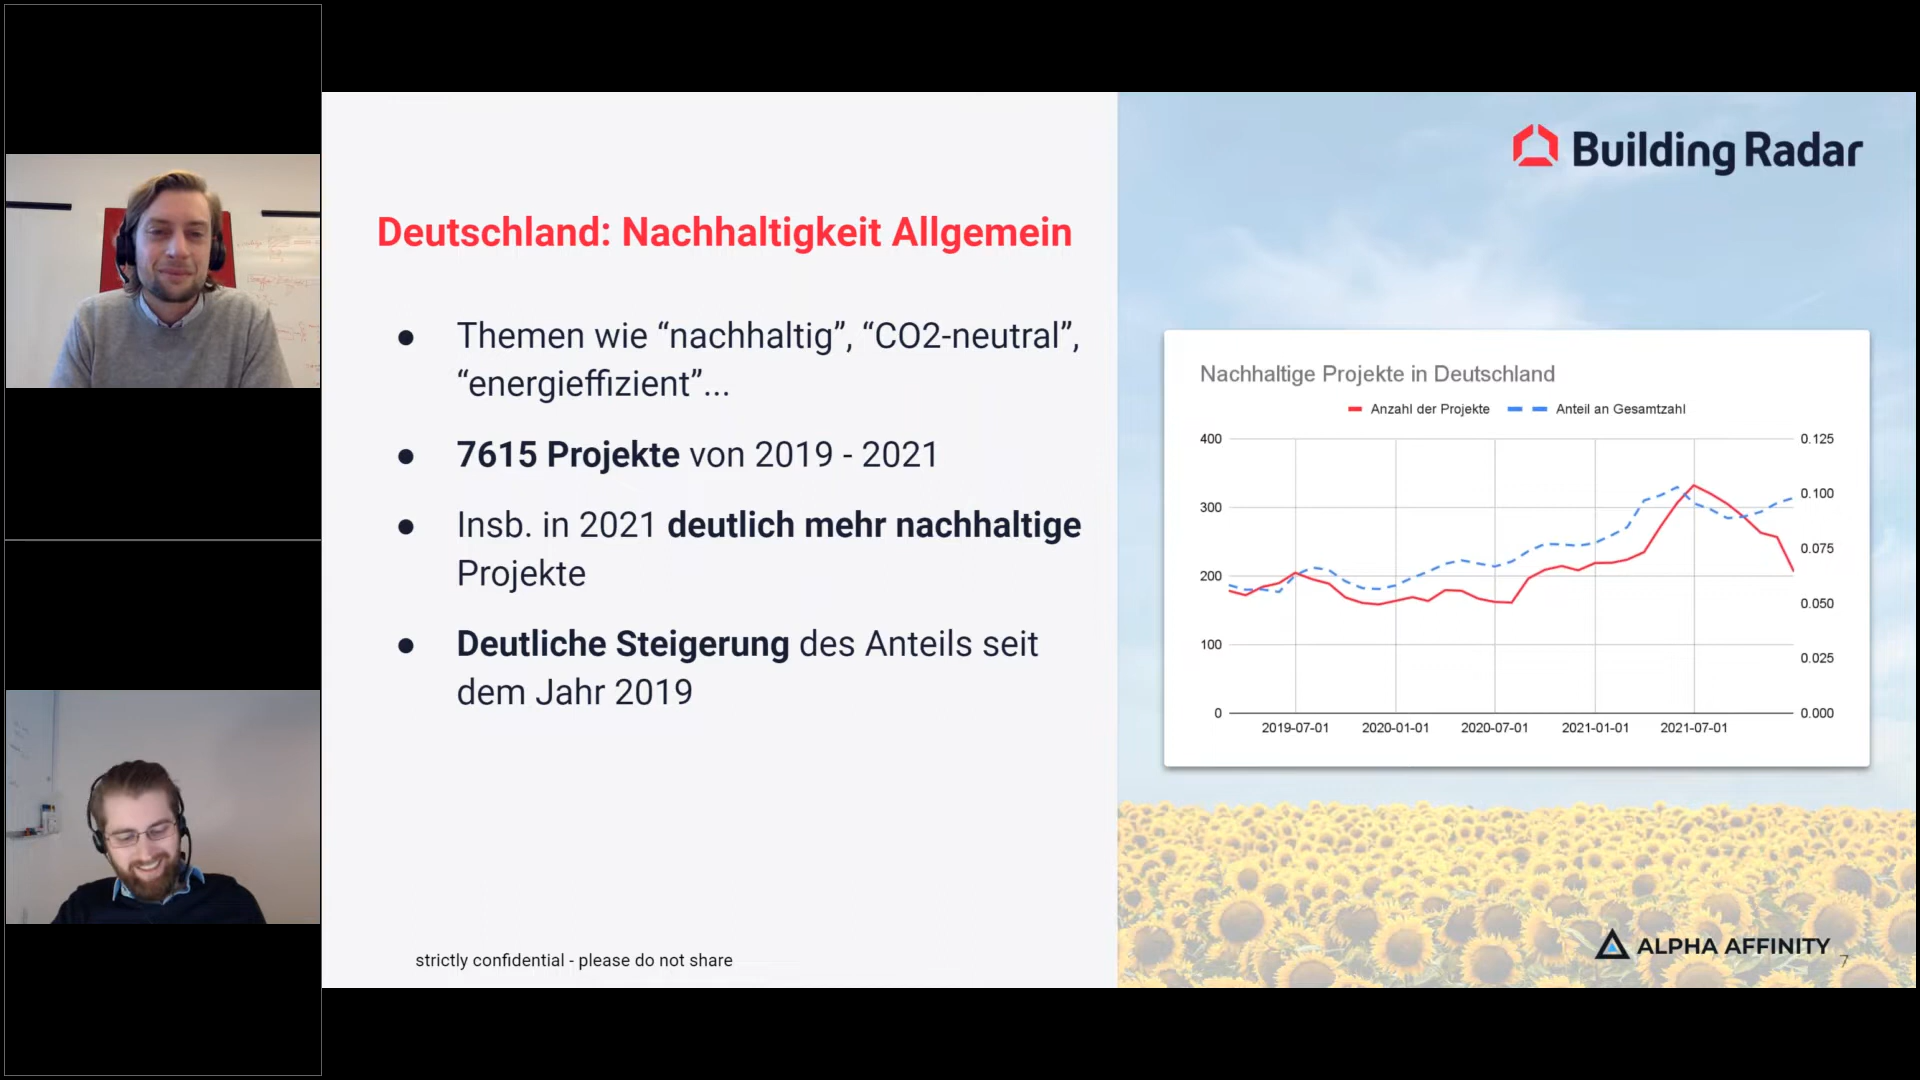 Building Radar
Deutschland: Nachhaltigkeit Allgemein
● Themen wie “nachhaltig”, “CO2-neutral”,
“energieffizient”...
● 7615 Projekte von 2019 - 2021
● Insb. in 2021 deutlich mehr nachhaltige
Projekte
● Deutliche Steigerung des Anteils seit
dem Jahr 2019
strictly confidential - please do not share
Nachhaltige Projekte in Deutschland
Anzahl der Projekte Anteil an Gesamtzahl
400 0.125
0.100
300
0.075
200
0.050
100
0.025
0 0.000
2019-07-01 2020-01-01 2020-07-01 2021-01-01 2021-07-01
ALPHA AFFINITY
7